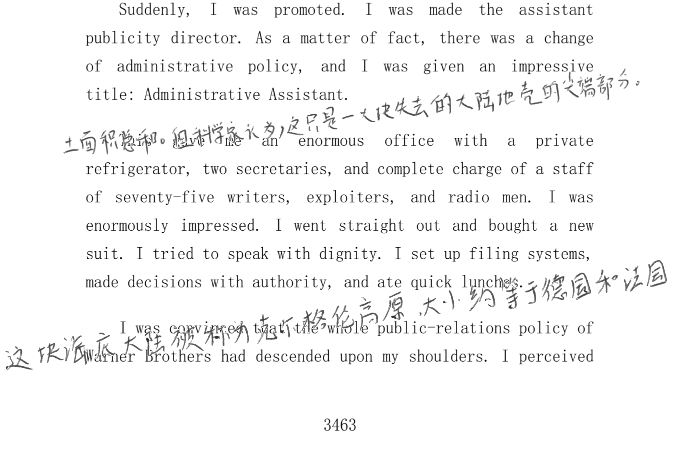 Suddenly, I was promoted. I was made the assistant
publicity director. As a matter of fact, there was a change
of administrative policy, and I was given an impressive
title: Administrative Assistant.
土面积总和。但科学家认为,这只是一大块失去的大陆地壳的尖端部分。
They gave me an enormous office with a private
refrigerator, two secretaries, and complete charge of a staff
of seventy-five writers, exploiters, and radio men. I was
enormously impressed. I went straight out and bought a new
suit. I tried to speak with dignity. I set up filing systems,
made decisions with authority, and ate quick lunches.
这块海底大陆被称为克尔格伦高原,大小约等于德国和法国
I was convinced that the whole public-relations policy of
Warner Brothers had descended upon my shoulders. I perceived
3463